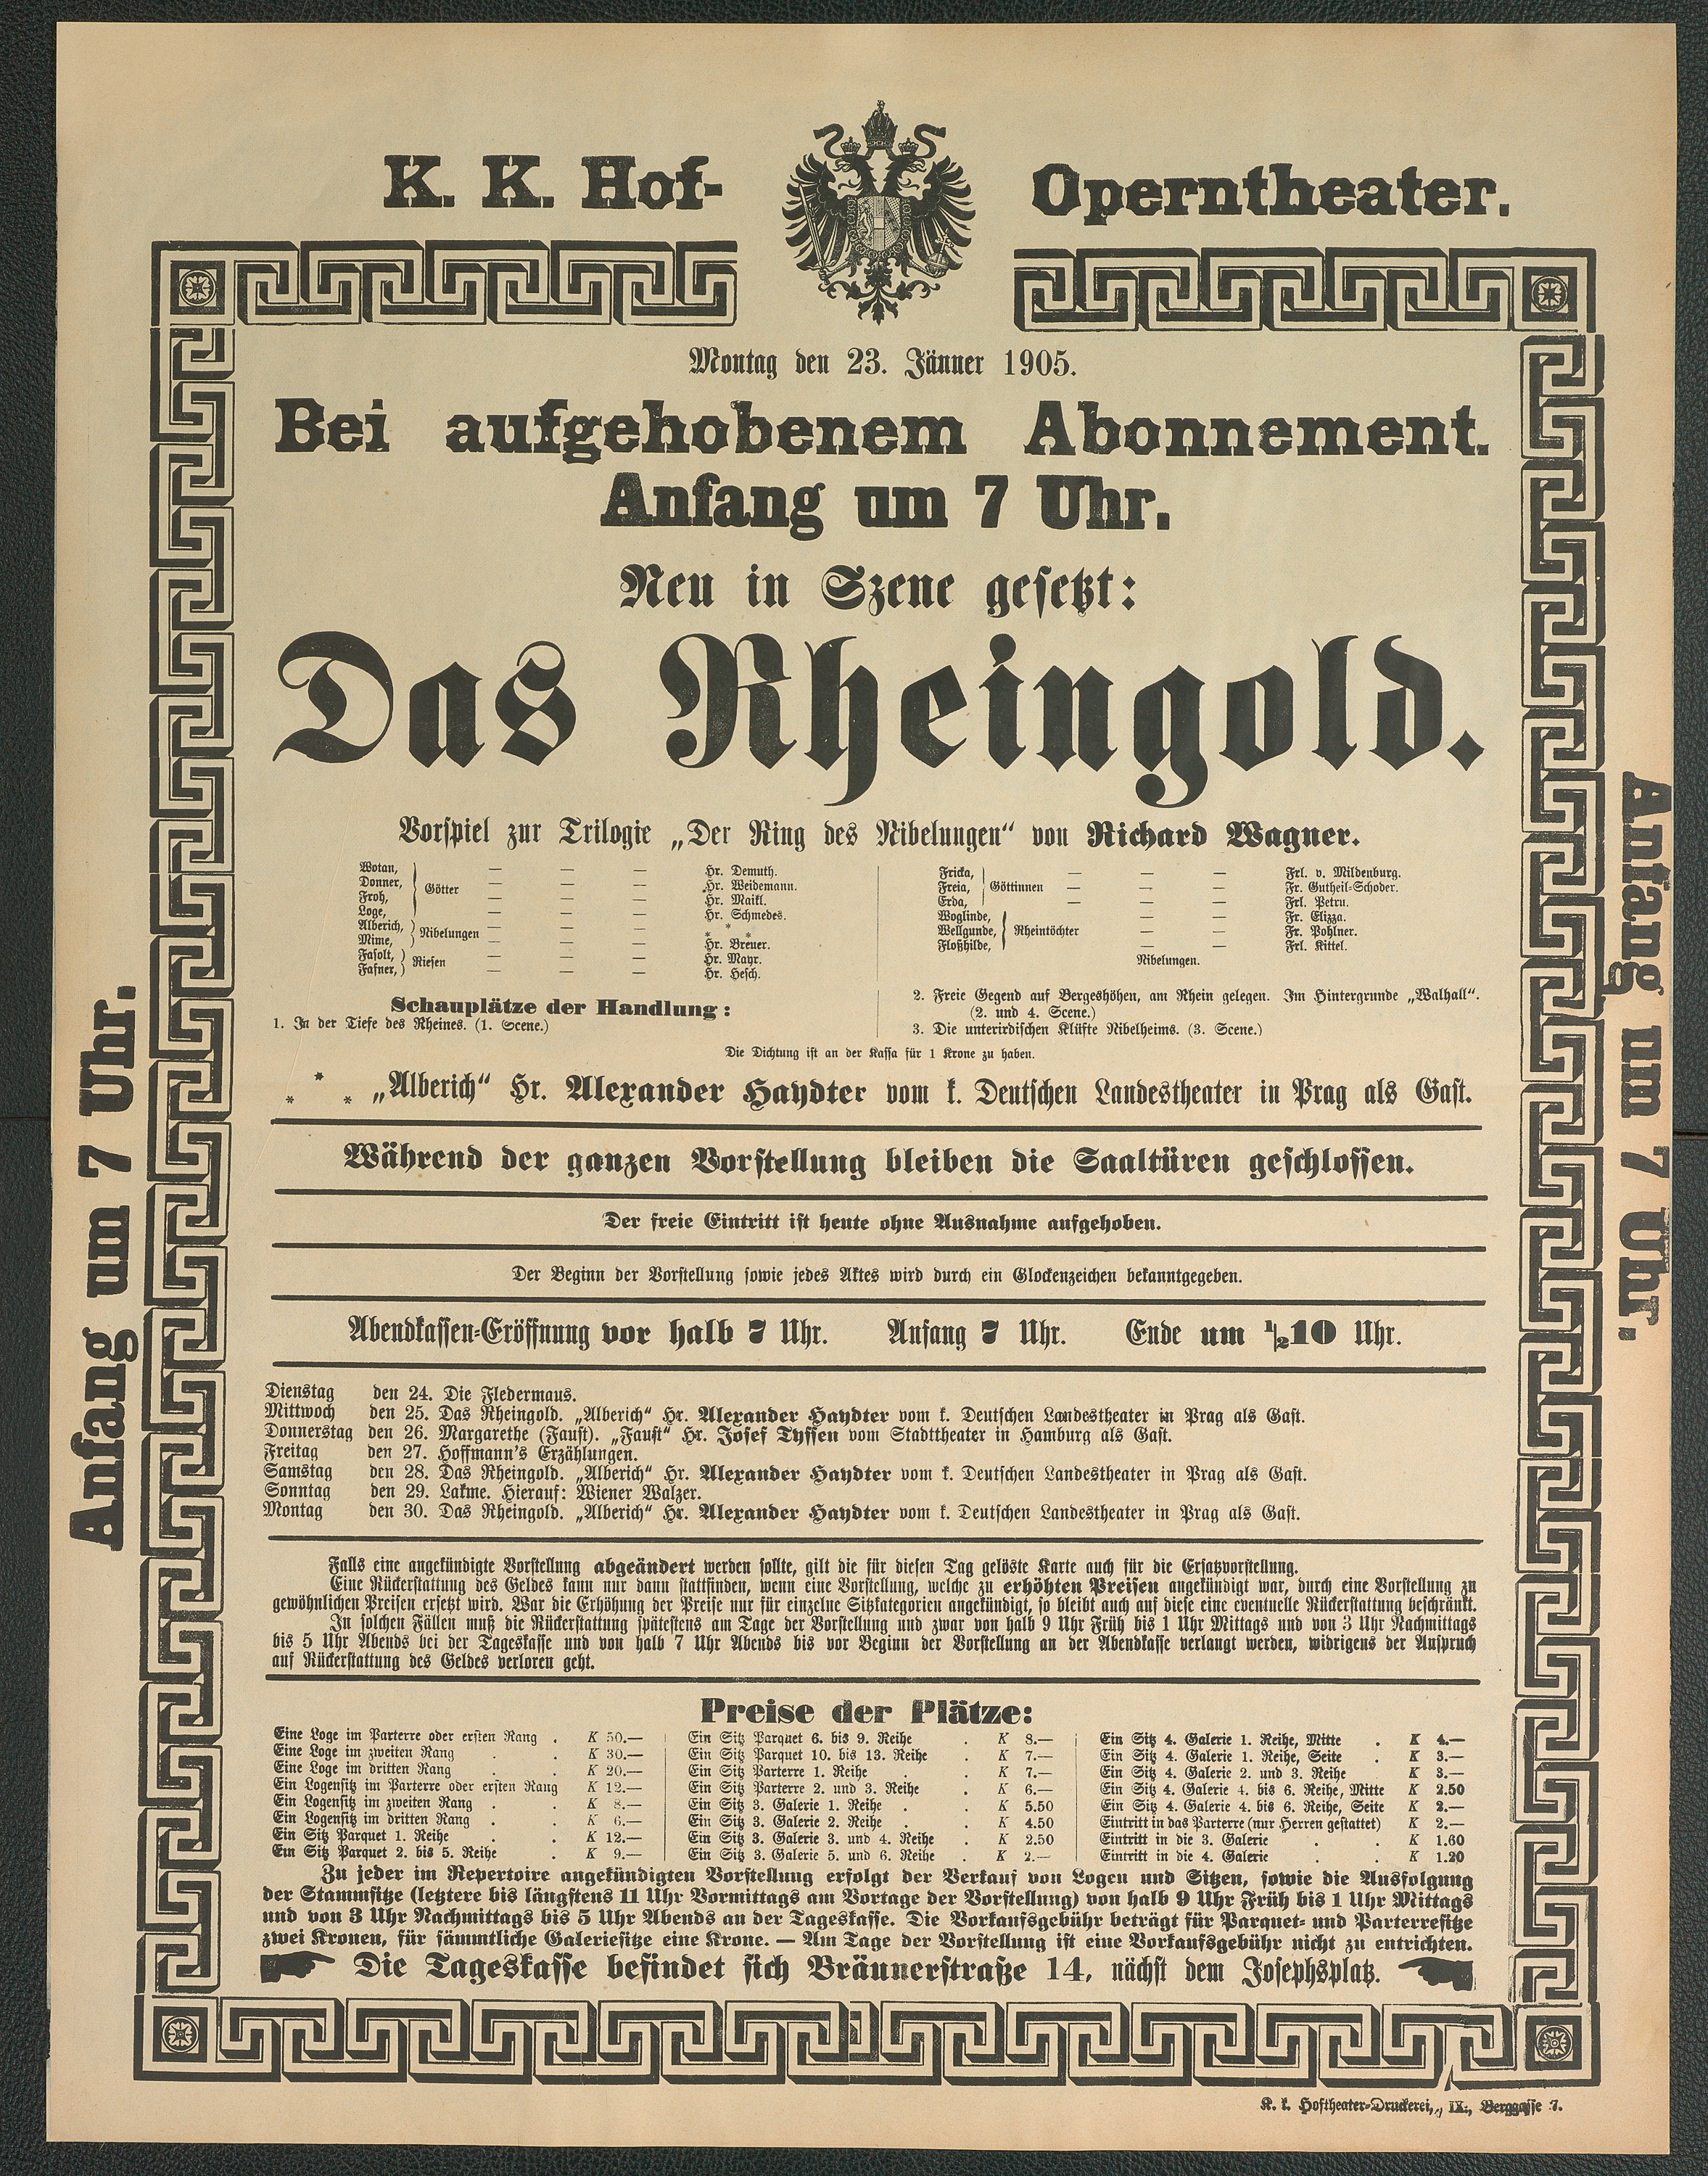 K. K. Hof- Operntheater.
Montag den 23. Jänner 1905.
Bei aufgehobenem Abonnement.
Anfang um 7 Uhr.
Neu in Szene gesetzt:
Das Rheingold.
Vorspiel zur Trilogie „Der Ring des Nibelungen“ von Richard Wagner.
Wotan, — — — Hr. Demuth.
Donner, — — — Hr. Weidemann.
Götter
Froh, — — — Hr. Maikl.
Loge, — — — Hr. Schmedes.
Alberich, — — — * * *
Nibelungen
Mime, — — — Hr. Breuer.
Fasolt, — — — Hr. Mayr.
Riesen
Fafner, — — — Hr. Hesch.
Fricka, — — — Frl. v. Mildenburg.
Freia, Göttinnen — — — Fr. Gutheil-Schoder.
Erda, — — — Frl. Petru.
Woglinde, — — Fr. Elizza.
Wellgunde, Rheintöchter — — Fr. Pohlner.
Floßhilde, — — Frl. Kittel.
Nibelungen.
Schauplätze der Handlung:
1. In der Tiefe des Rheines. (1. Scene.)
2. Freie Gegend auf Bergeshöhen, am Rhein gelegen. Im Hintergrunde „Walhall“.
(2. und 4. Scene.)
3. Die unterirdischen Klüfte Nibelheims. (3. Scene.)
Die Dichtung ist an der Kassa für 1 Krone zu haben.
* * * „Alberich“ Hr. Alexander Haydter vom k. Deutschen Landestheater in Prag als Gast.
Während der ganzen Vorstellung bleiben die Saaltüren geschlossen.
Der freie Eintritt ist heute ohne Ausnahme aufgehoben.
Der Beginn der Vorstellung sowie jedes Aktes wird durch ein Glockenzeichen bekanntgegeben.
Abendkassen-Eröffnung vor halb 7 Uhr. Anfang 7 Uhr. Ende um ½10 Uhr.
Dienstag den 24. Die Fledermaus.
Mittwoch den 25. Das Rheingold. „Alberich“ Hr. Alexander Haydter vom k. Deutschen Landestheater in Prag als Gast.
Donnerstag den 26. Margarethe (Faust). „Faust“ Hr. Josef Tyssen vom Stadttheater in Hamburg als Gast.
Freitag den 27. Hoffmann's Erzählungen.
Samstag den 28. Das Rheingold. „Alberich“ Hr. Alexander Haydter vom k. Deutschen Landestheater in Prag als Gast.
Sonntag den 29. Lakme. Hierauf: Wiener Walzer.
Montag den 30. Das Rheingold. „Alberich“ Hr. Alexander Haydter vom k. Deutschen Landestheater in Prag als Gast.
Falls eine angekündigte Vorstellung abgeändert werden sollte, gilt die für diesen Tag gelöste Karte auch für die Ersatzvorstellung.
Eine Rückerstattung des Geldes kann nur dann stattfinden, wenn eine Vorstellung, welche zu erhöhten Preisen angekündigt war, durch eine Vorstellung zu
gewöhnlichen Preisen ersetzt wird. War die Erhöhung der Preise nur für einzelne Sitzkategorien angekündigt, so bleibt auch auf diese eine eventuelle Rückerstattung beschränkt.
In solchen Fällen muß die Rückerstattung spätestens am Tage der Vorstellung und zwar von halb 9 Uhr Früh bis 1 Uhr Mittags und von 3 Uhr Nachmittags
bis 5 Uhr Abends bei der Tageskasse und von halb 7 Uhr Abends bis vor Beginn der Vorstellung an der Abendkasse verlangt werden, widrigens der Anspruch
auf Rückerstattung des Geldes verloren geht.
Preise der Plätze:
Eine Loge im Parterre oder ersten Rang . K 50.—
Eine Loge im zweiten Rang . . K 30.—
Eine Loge im dritten Rang . . K 20.—
Ein Logensitz im Parterre oder ersten Rang K 12.—
Ein Logensitz im zweiten Rang . . K 8.—
Ein Logensitz im dritten Rang . . K 6.—
Ein Sitz Parquet 1. Reihe . . K 12.—
Ein Sitz Parquet 2. bis 5. Reihe . K 9.—
Ein Sitz Parquet 6. bis 9. Reihe . K 8.—
Ein Sitz Parquet 10. bis 13. Reihe . K 7.—
Ein Sitz Parterre 1. Reihe . . K 7.—
Ein Sitz Parterre 2. und 3. Reihe . K 6.—
Ein Sitz 3. Galerie 1. Reihe . . K 5.50
Ein Sitz 3. Galerie 2. Reihe . . K 4.50
Ein Sitz 3. Galerie 3. und 4. Reihe . K 2.50
Ein Sitz 3. Galerie 5. und 6. Reihe . K 2.—
Ein Sitz 4. Galerie 1. Reihe, Mitte . K 4.—
Ein Sitz 4. Galerie 1. Reihe, Seite . K 3.—
Ein Sitz 4. Galerie 2. und 3. Reihe . K 3.—
Ein Sitz 4. Galerie 4. bis 6. Reihe, Mitte K 2.50
Ein Sitz 4. Galerie 4. bis 6. Reihe, Seite K 2.—
Eintritt in das Parterre (nur Herren gestattet) K 2.—
Eintritt in die 3. Galerie . . K 1.60
Eintritt in die 4. Galerie . . K 1.20
Zu jeder im Repertoire angekündigten Vorstellung erfolgt der Verkauf von Logen und Sitzen, sowie die Ausfolgung
der Stammsitze (letztere bis längstens 11 Uhr Vormittags am Vortage der Vorstellung) von halb 9 Uhr Früh bis 1 Uhr Mittags
und von 3 Uhr Nachmittags bis 5 Uhr Abends an der Tageskasse. Die Vorkaufsgebühr beträgt für Parquet- und Parterresitze
zwei Kronen, für sämmtliche Galeriesitze eine Krone. — Am Tage der Vorstellung ist eine Vorkaufsgebühr nicht zu entrichten.
Die Tageskasse befindet sich Bräunerstraße 14, nächst dem Josephsplatz.
K. k. Hoftheater-Druckerei, IX., Berggasse 7.
Anfang um 7 Uhr.
Anfang um 7 Uhr.